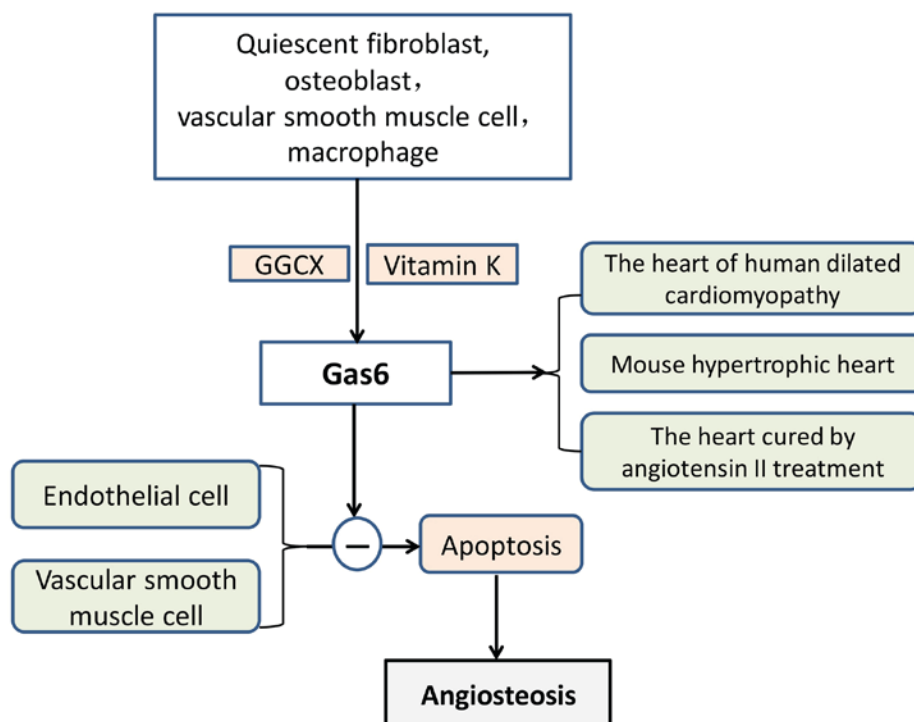 Quiescent fibroblast,
osteoblast，
vascular smooth muscle cell，
macrophage
GGCX
Vitamin K
The heart of human dilated
cardiomyopathy
Gas6
Mouse hypertrophic heart
The heart cured by
angiotensin II treatment
Endothelial cell
−
Apoptosis
Vascular smooth
muscle cell
Angiosteosis